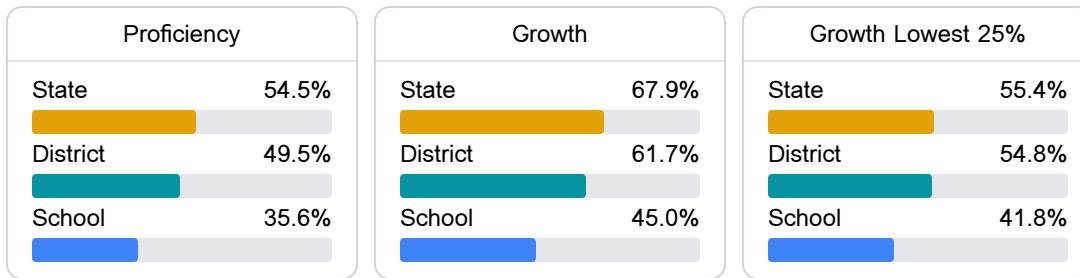 Proficiency
State 54.5%
District 49.5%
School 35.6%
Growth
State 67.9%
District 61.7%
School 45.0%
Growth Lowest 25%
State 55.4%
District 54.8%
School 41.8%